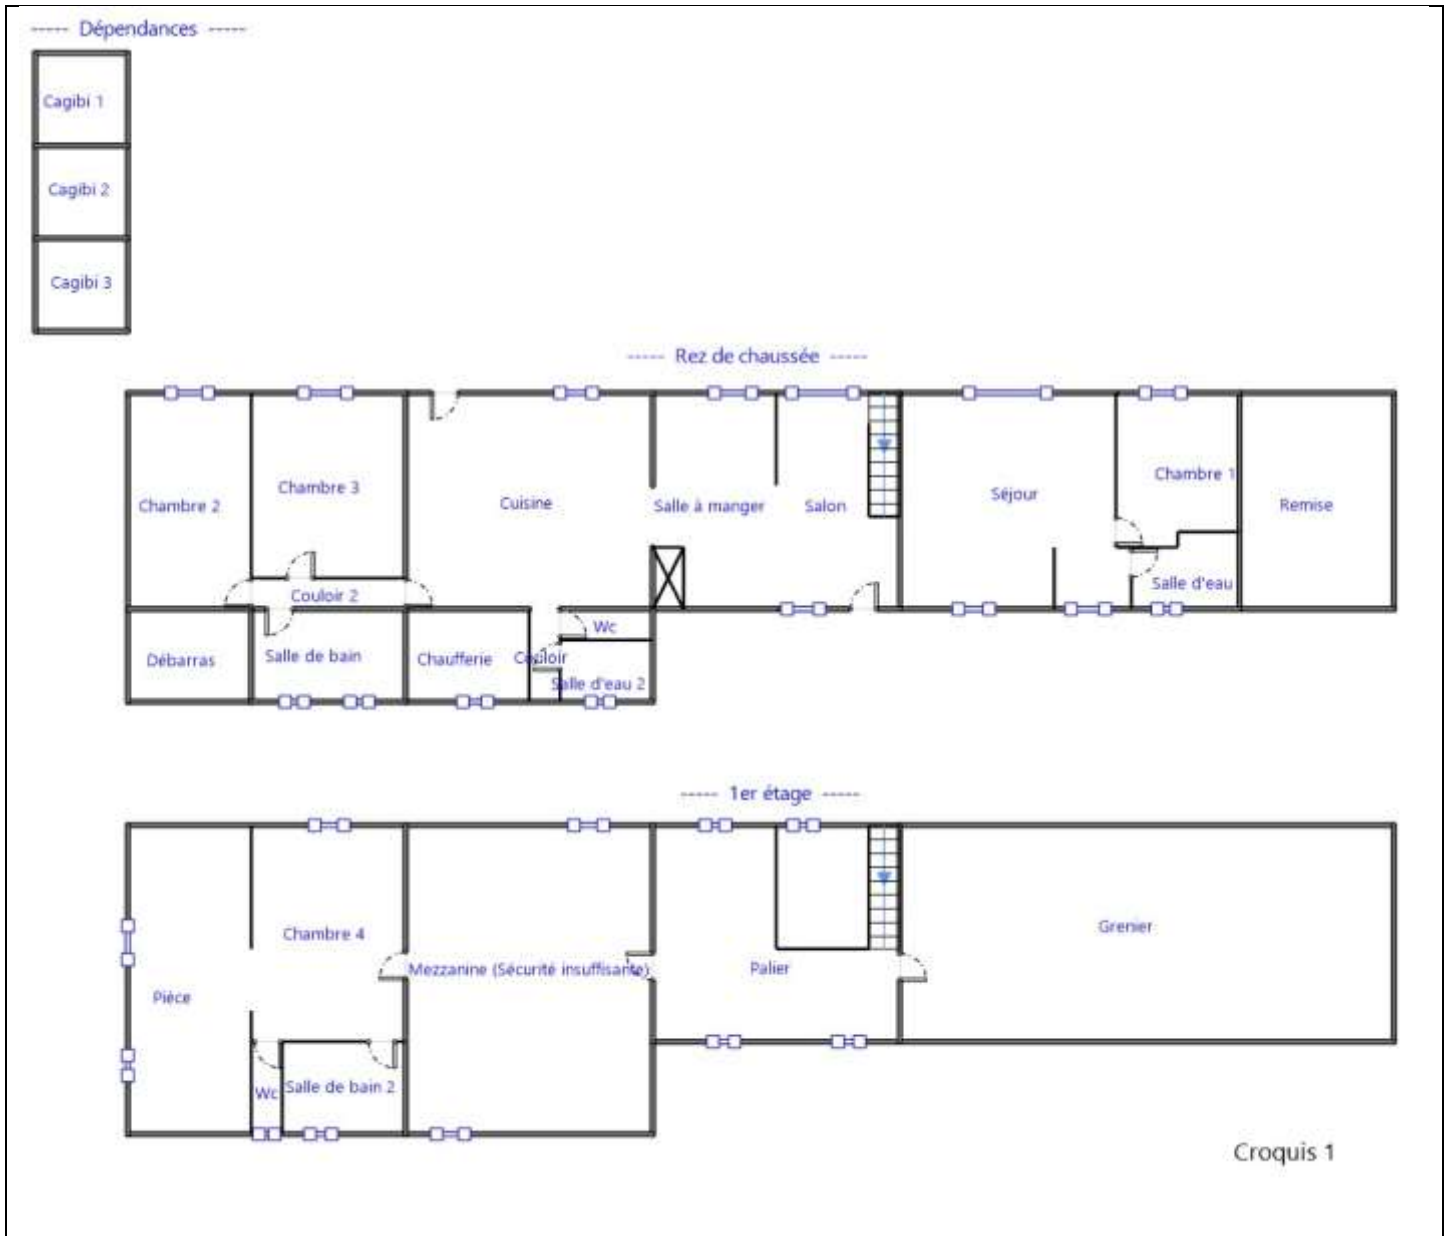 ----- Dépendances -----
Cagibi 1
Cagibi 2
Cagibi 3
----- Rez de chaussée -----
Chambre 2
Chambre 3
Cuisine
Salle à manger
Salon
Séjour
Chambre 1
Remise
Couloir 2
Salle d'eau
Débarras
Salle de bain
Chaufferie
Couloir
Wc
Salle d'eau 2
----- 1er étage -----
Pièce
Chambre 4
Mezzanine (Sécurité insuffisante)
Palier
Grenier
Wc
Salle de bain 2
Croquis 1